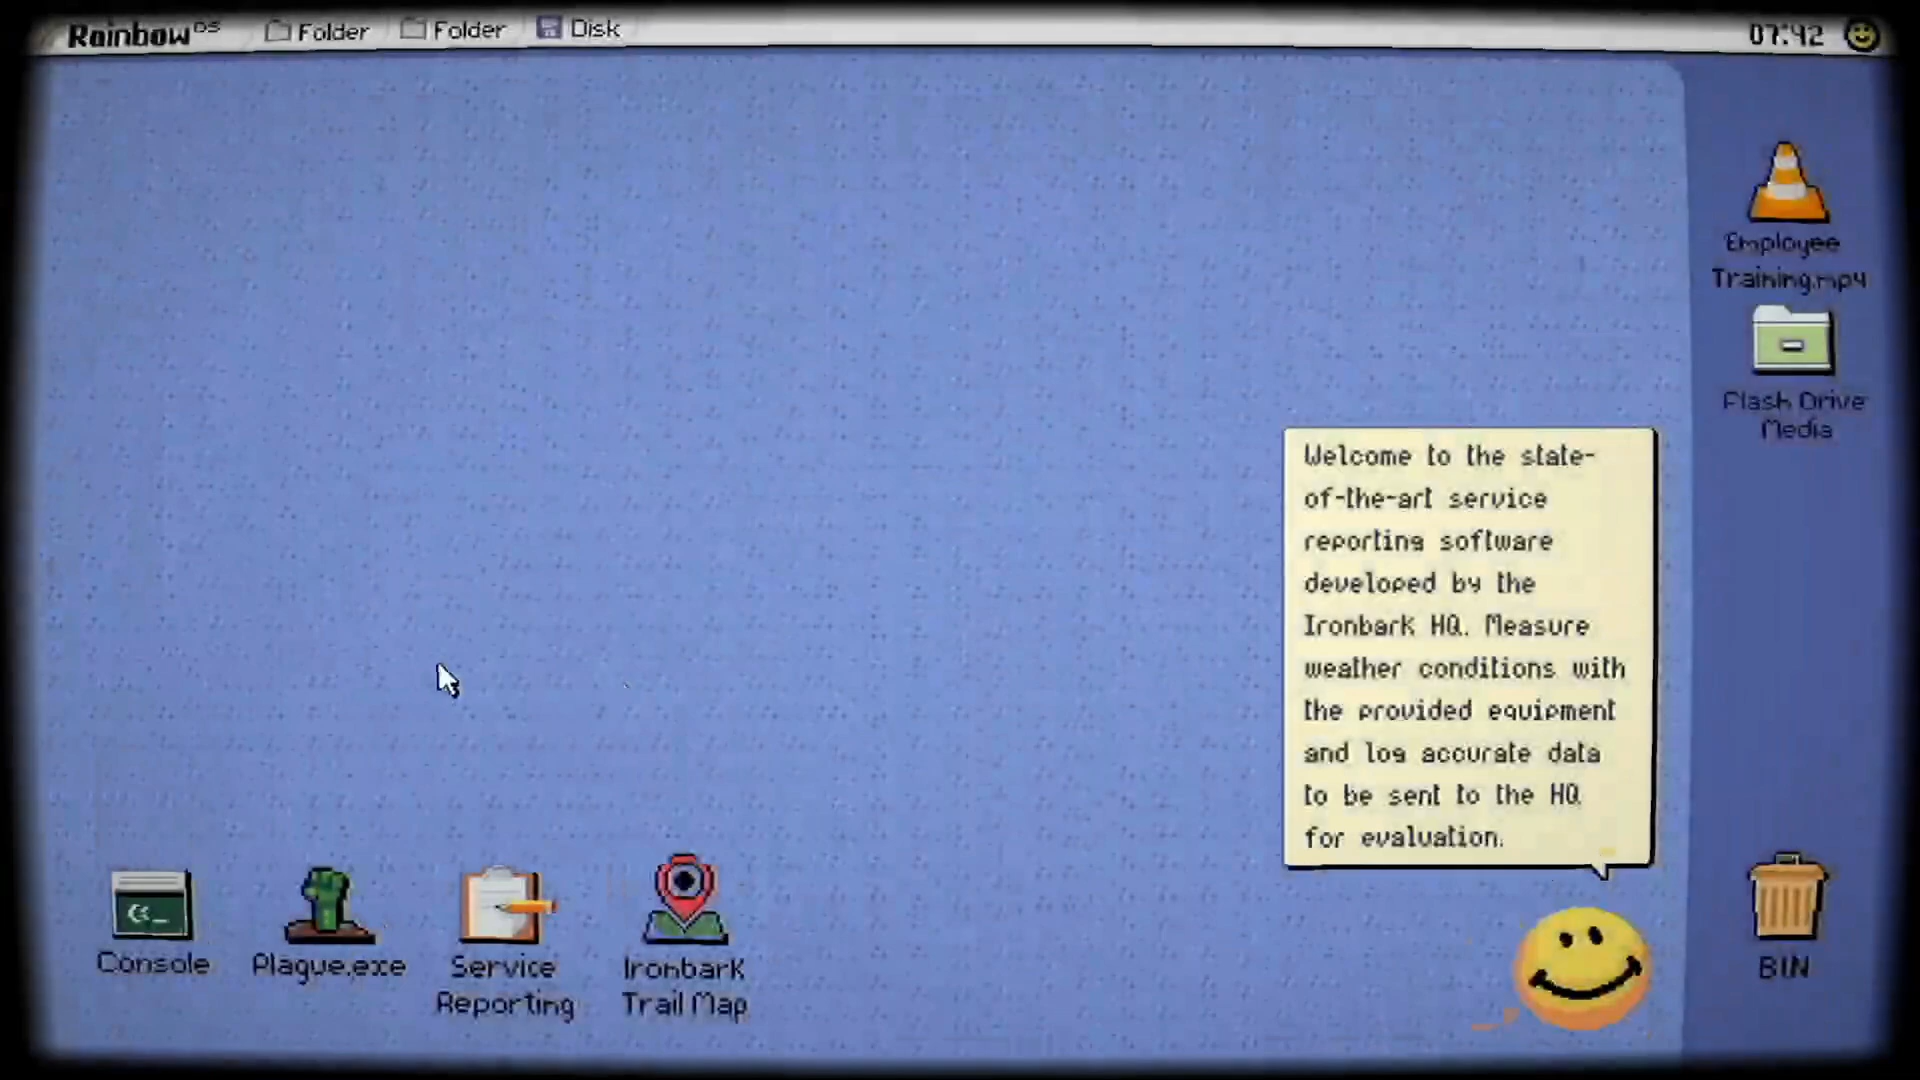 RainbowOS Folder Folder Disk 07:42
Employee
Training.mp4
Flash Drive
Media
Welcome to the state-
of-the-art service
reporting software
developed by the
Ironbark HQ. Measure
weather conditions with
the provided equipment
and log accurate data
to be sent to the HQ
for evaluation.
Console
Plague.exe
Service
Reporting
Ironbark
Trail Map
BIN